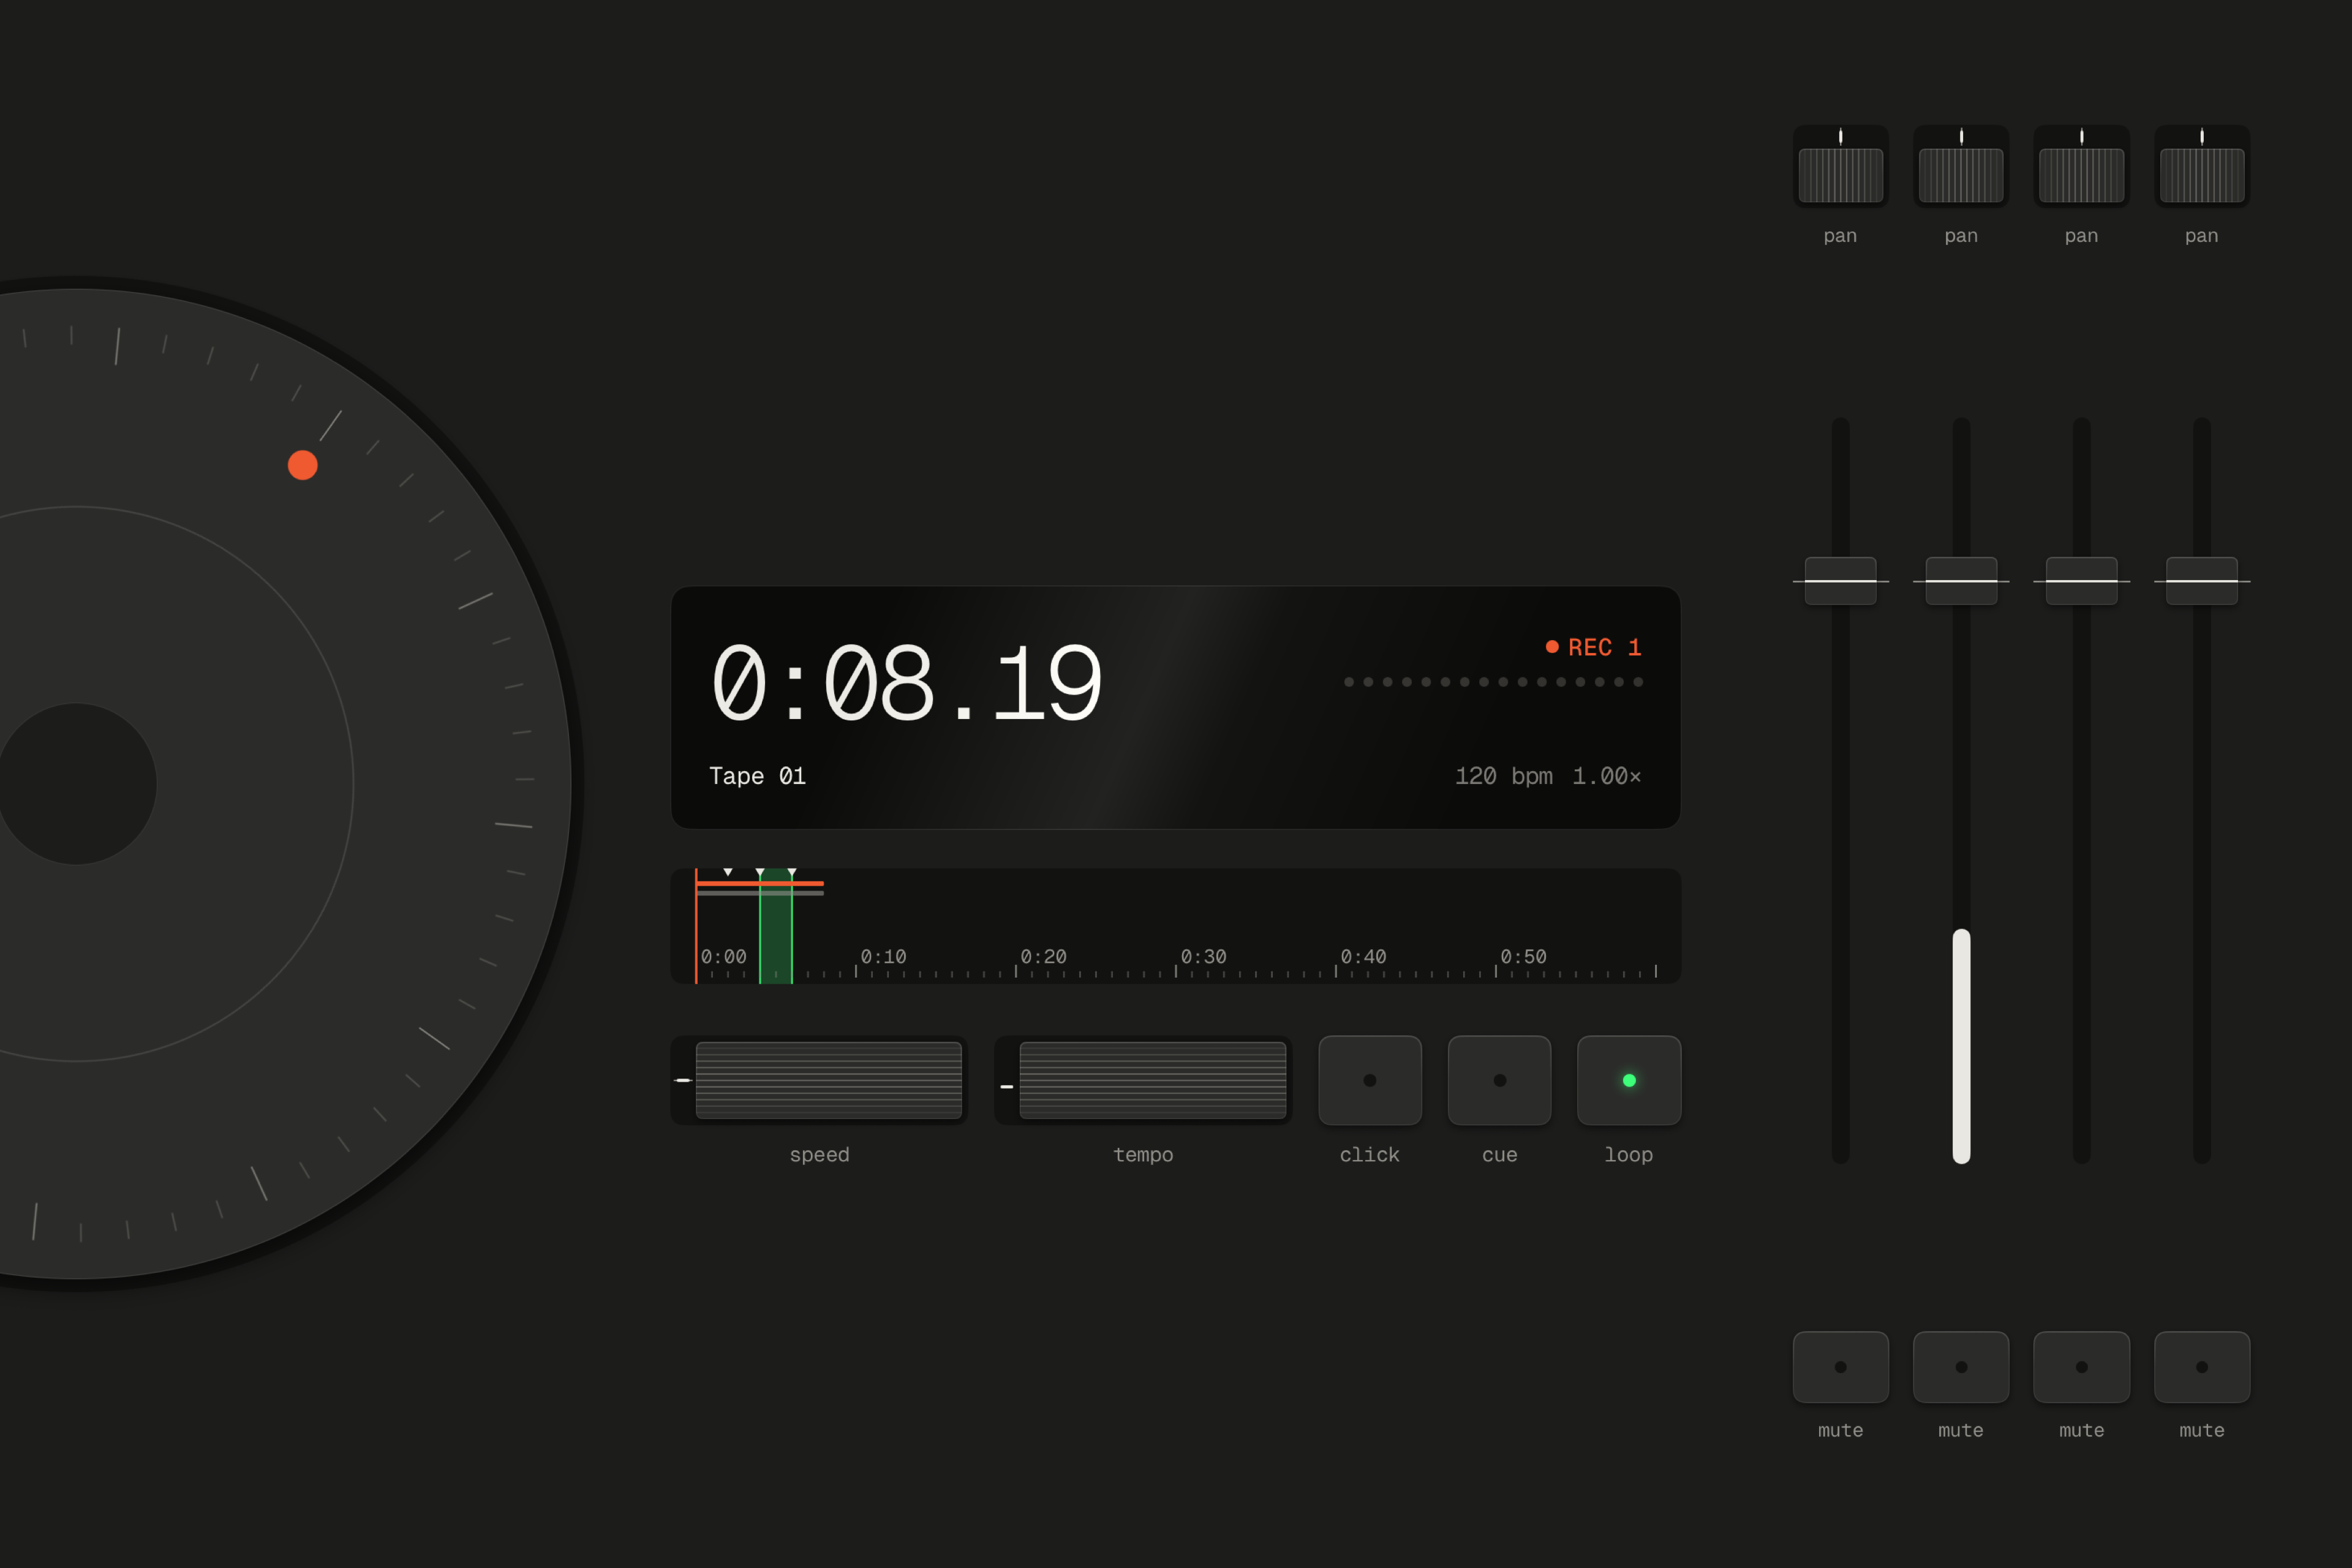 pan pan pan pan
REC 1
0:08.19
Tape 01 120 bpm 1.00×
0:00 0:10 0:20 0:30 0:40 0:50
speed tempo click cue loop
mute mute mute mute